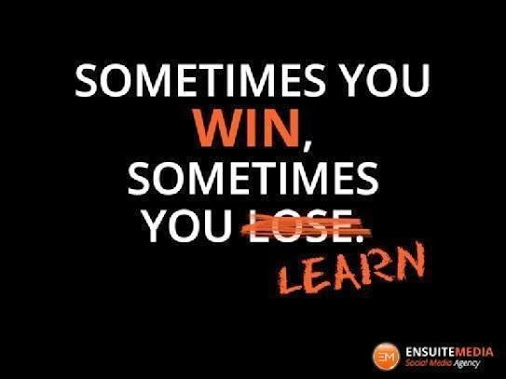 SOMETIMES YOU
WIN,
SOMETIMES
YOU LOSE.
LEARN
EM ENSUITEMEDIA
Social Media Agency